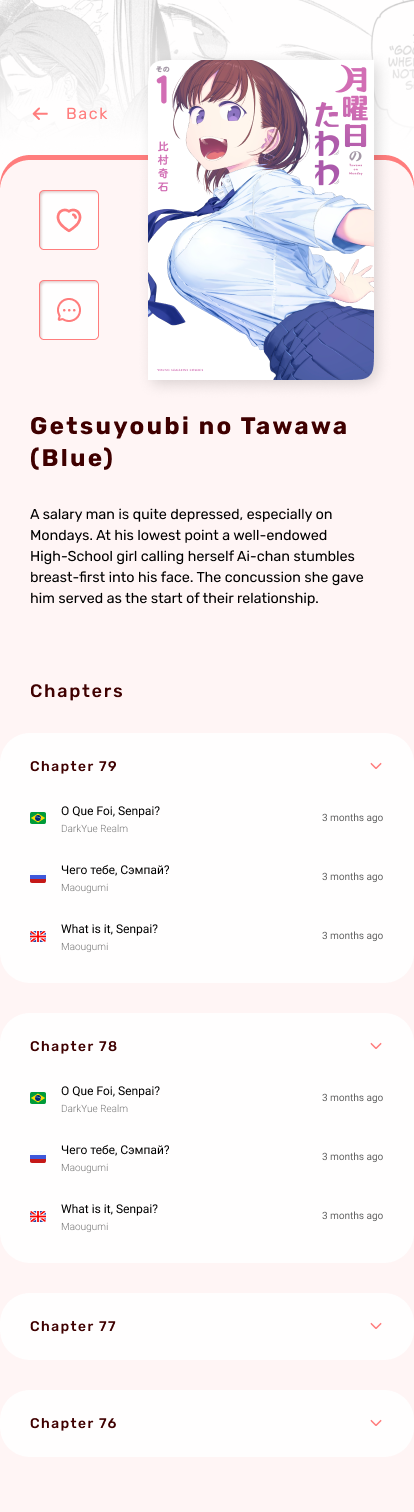 "GO
WHE
NOT
S
Back
その
1
月曜日の
たわわ
比村奇石
Getsuyoubi no Tawawa
(Blue)
A salary man is quite depressed, especially on
Mondays. At his lowest point a well-endowed
High-School girl calling herself Ai-chan stumbles
breast-first into his face. The concussion she gave
him served as the start of their relationship.
Chapters
Chapter 79
O Que Foi, Senpai?
DarkYue Realm
3 months ago
Чего тебе, Сэмпай?
Maougumi
3 months ago
What is it, Senpai?
Maougumi
3 months ago
Chapter 78
O Que Foi, Senpai?
DarkYue Realm
3 months ago
Чего тебе, Сэмпай?
Maougumi
3 months ago
What is it, Senpai?
Maougumi
3 months ago
Chapter 77
Chapter 76